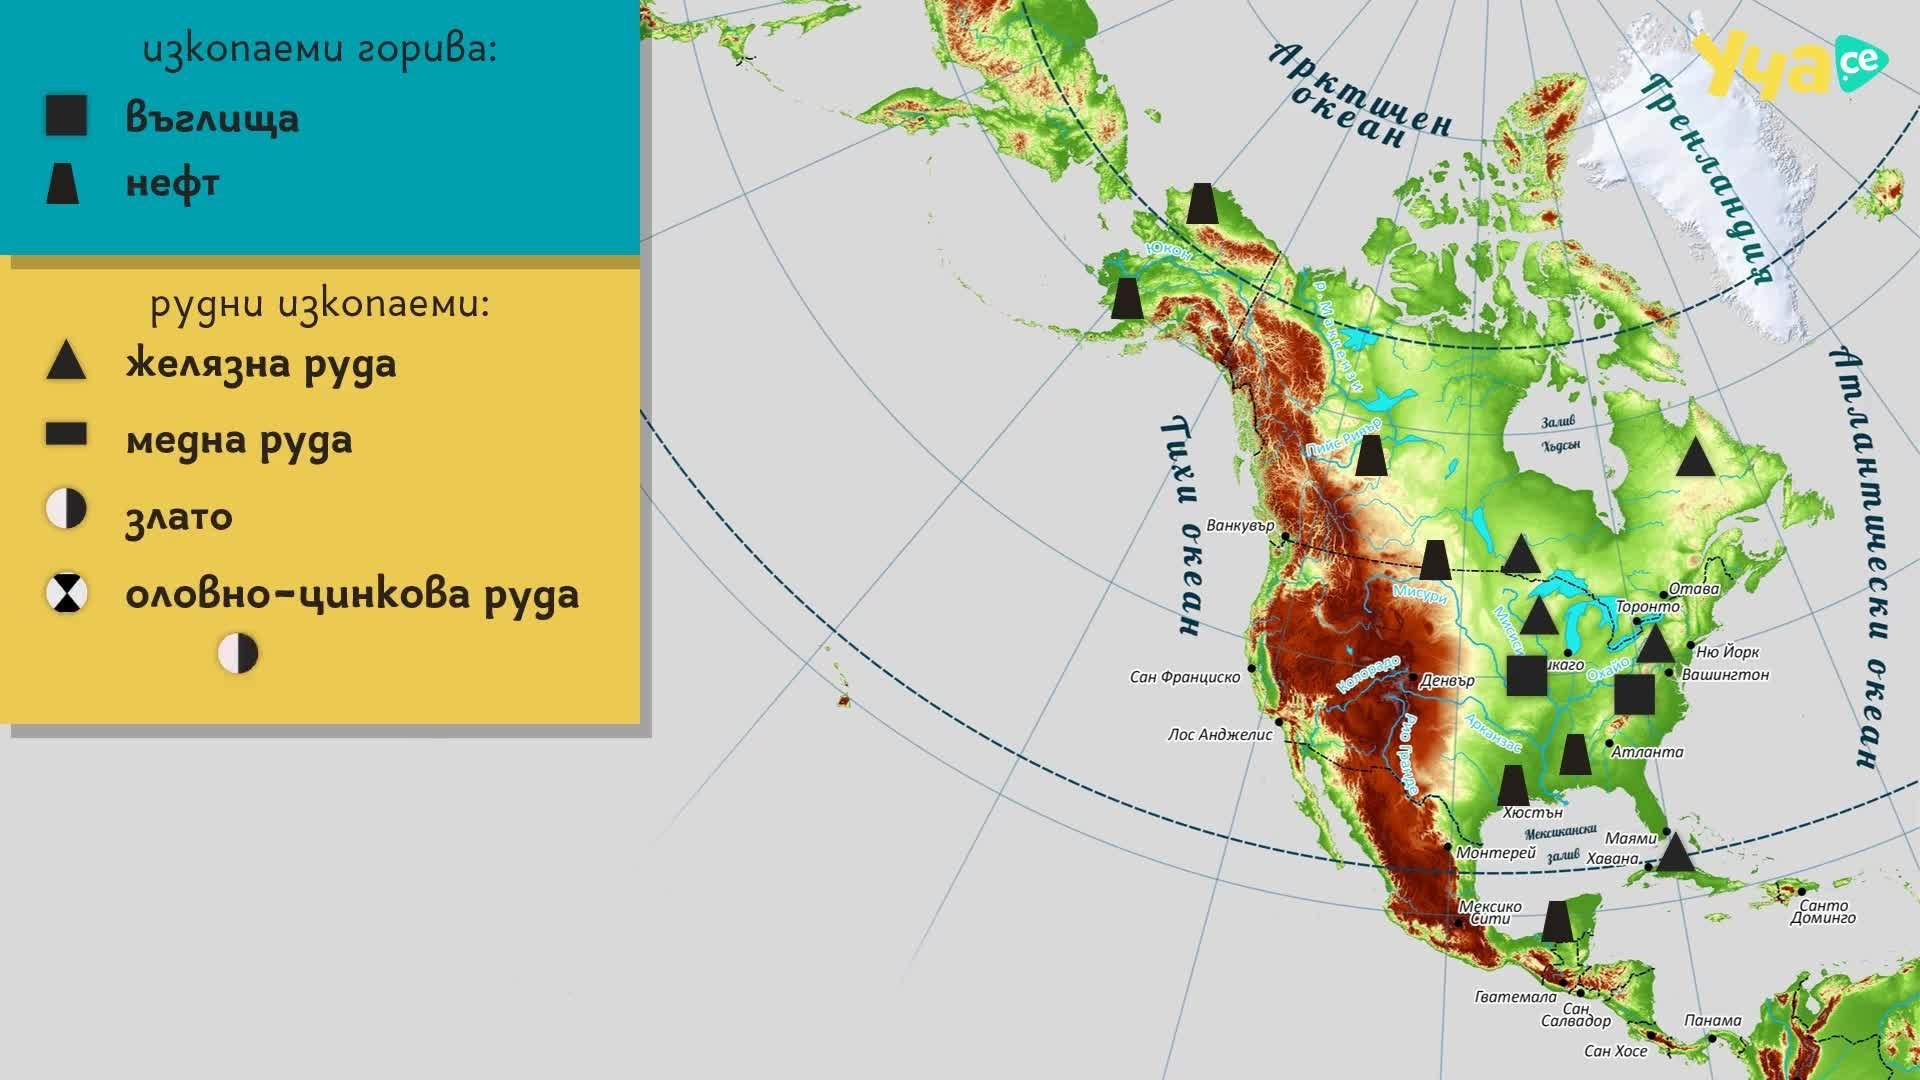 изкопаеми горива:
въглища
нефт
рудни изкопаеми:
желязна руда
медна руда
злато
оловно-цинкова руда
Уча.се
Арктичен
океан
Гренландия
Юкон
р. Маккензи
Атлантически океан
Тихи океан
Залив
Хъдсън
Пийс Ривър
Ванкувър
Мисури
Отава
Торонто
Ню Йорк
Вашингтон
Охайо
Сан Франциско
Колорадо
Денвър
Арканзас
Рио Гранде
Лос Анджелис
Атланта
Хюстън
Мексикански
залив
Маями
Хавана
Монтерей
Мексико
Сити
Санто
Доминго
Гватемала
Сан
Салвадор
Панама
Сан Хосе